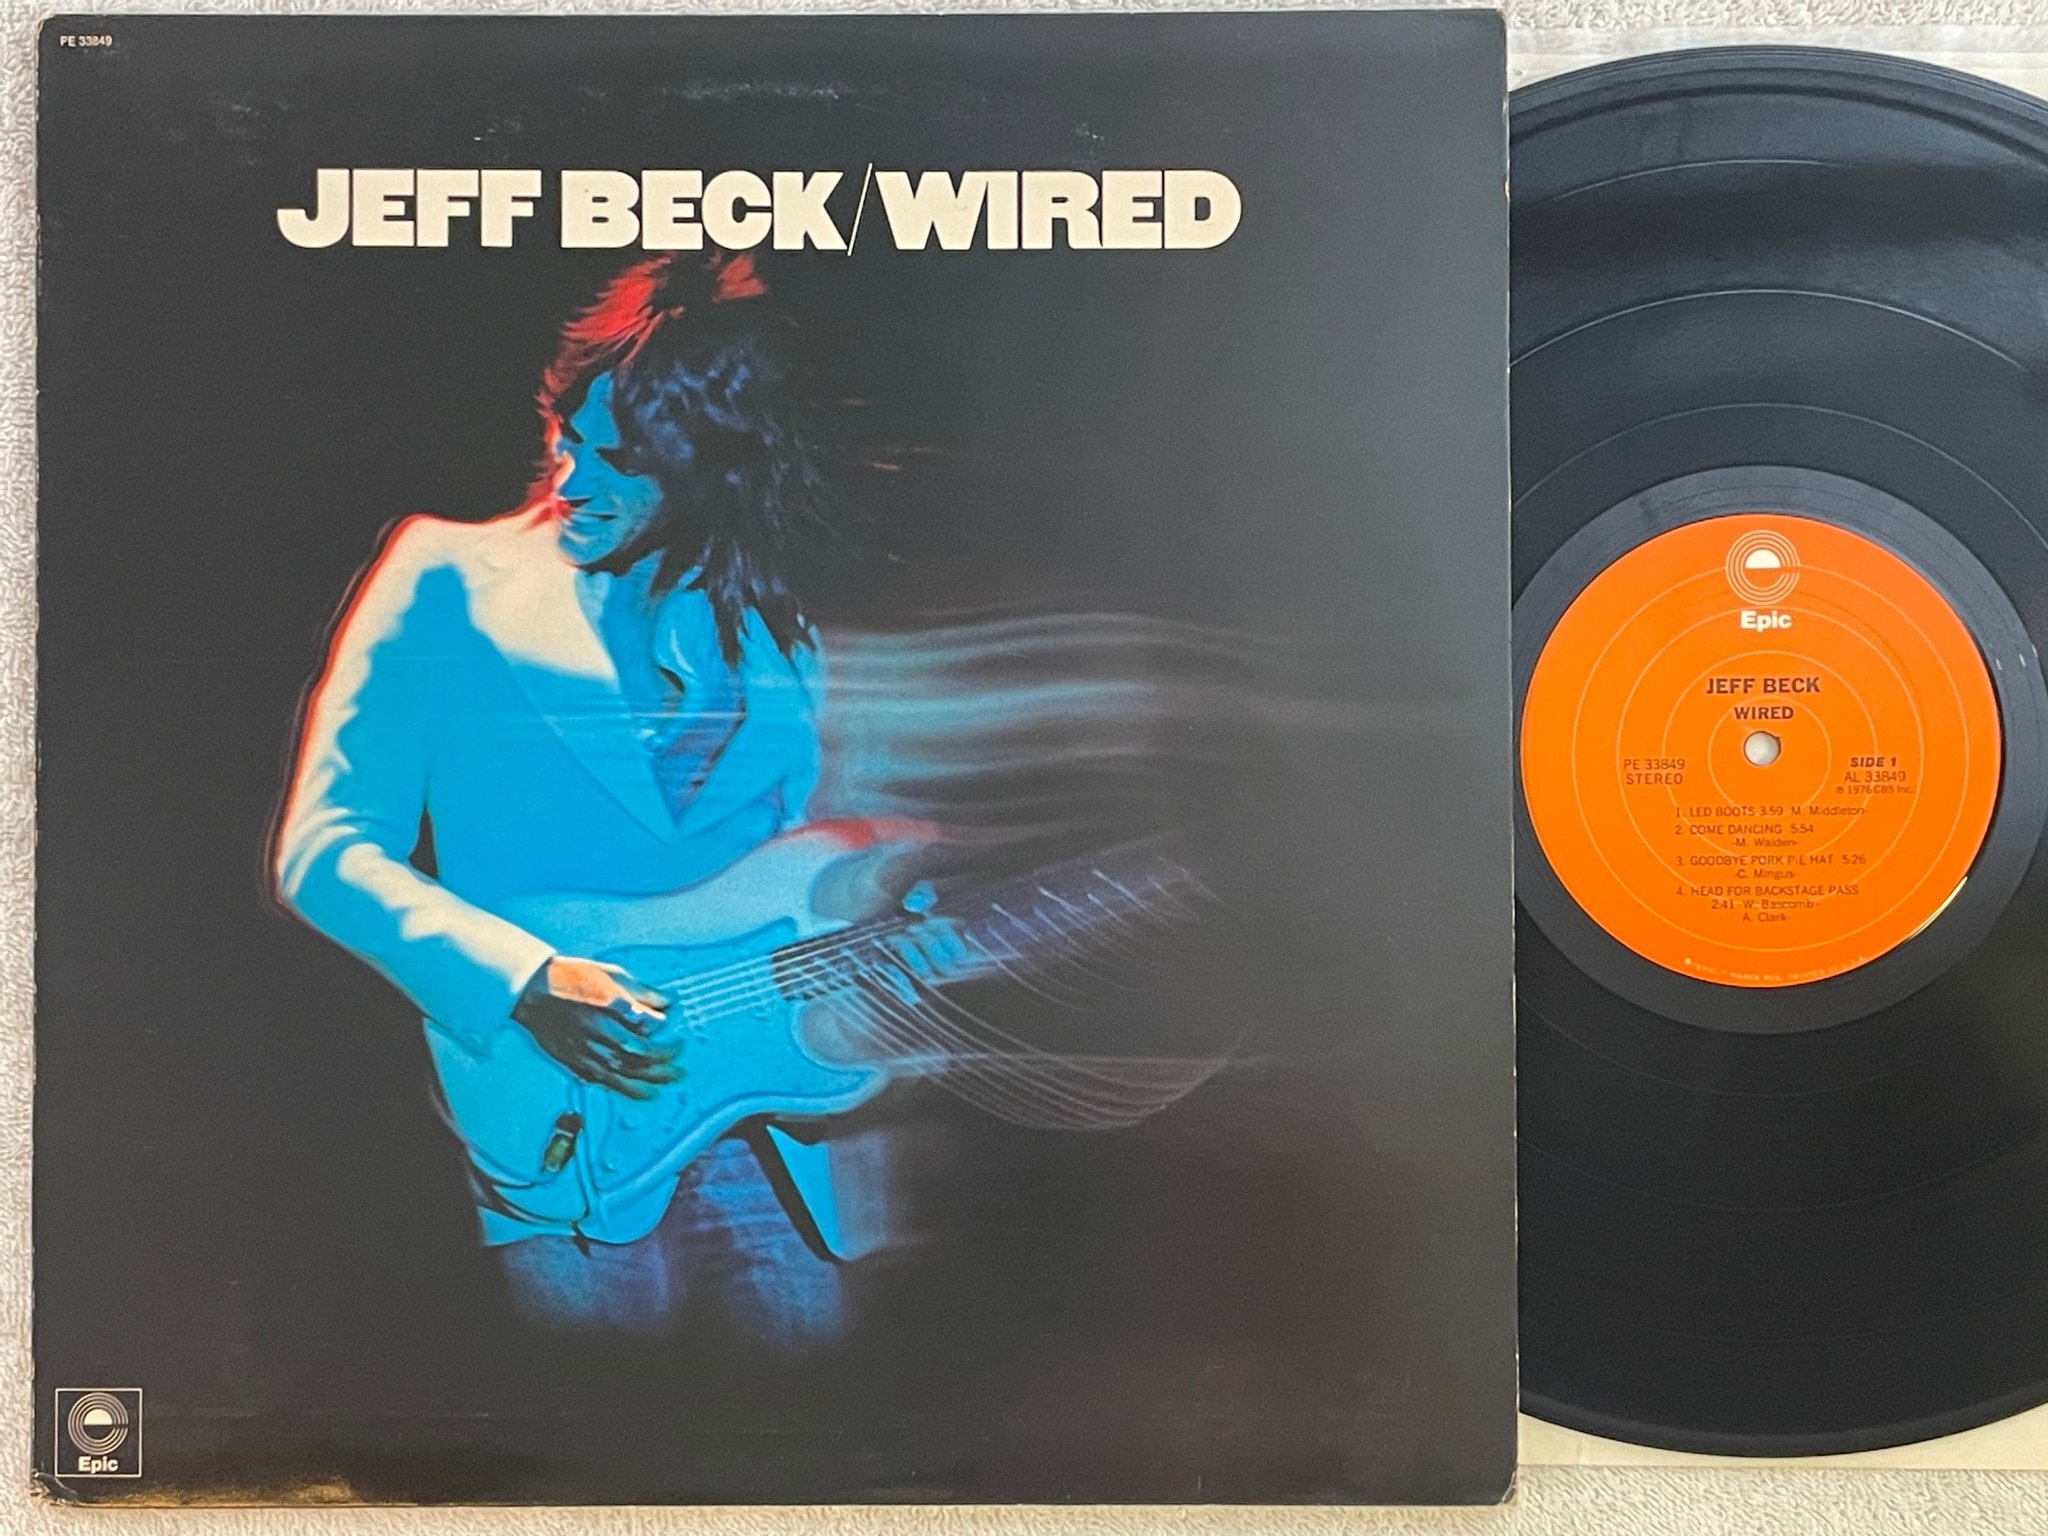 PE 33849
JEFF BECK/WIRED
Epic
Epic
JEFF BECK
WIRED
PE 33849
STEREO
SIDE 1
AL 33849
℗ 1976 CBS Inc.
1. LED BOOTS 3:59 -M. Middleton-
2. COME DANCING 5:54
-M. Walden-
3. GOODBYE PORK PIE HAT 5:26
-C. Mingus-
4. HEAD FOR BACKSTAGE PASS
2:41 -W. Bascomb-
A. Clark-